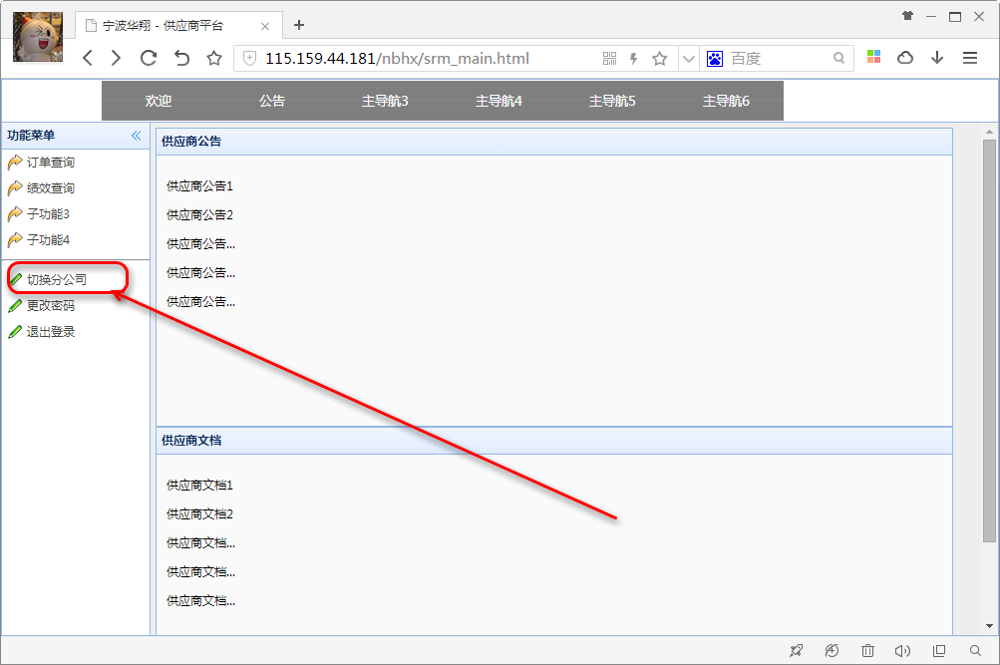 宁波华翔 - 供应商平台
115.159.44.181/nbhx/srm_main.html
百度
欢迎 公告 主导航3 主导航4 主导航5 主导航6
功能菜单
订单查询
绩效查询
子功能3
子功能4
切换分公司
更改密码
退出登录
供应商公告
供应商公告1
供应商公告2
供应商公告...
供应商公告...
供应商公告...
供应商文档
供应商文档1
供应商文档2
供应商文档...
供应商文档...
供应商文档...